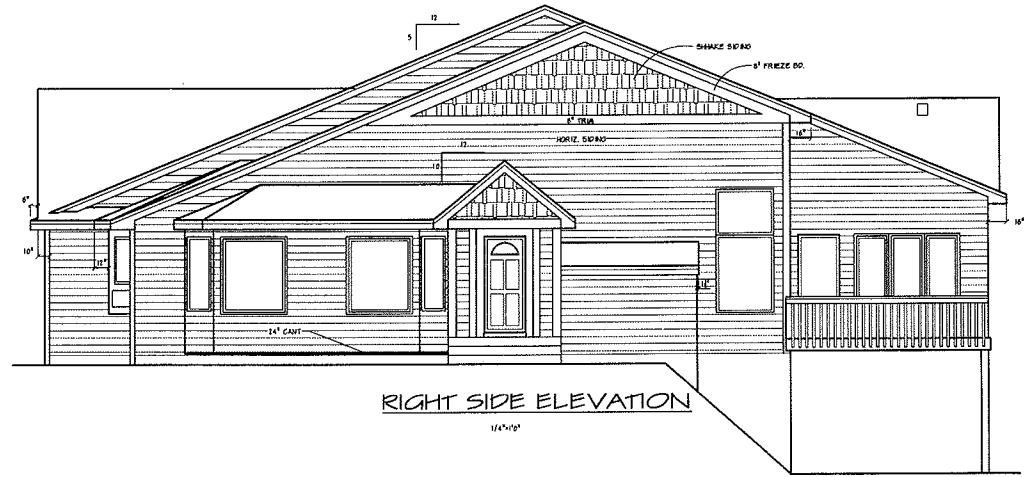 12
5
SHHAKE SIDING
8" FRIEZE BD.
8" TRIM
HORIZ. SIDING
16"
12
10
6"
16"
10"
12"
24" CANT
RIGHT SIDE ELEVATION
1/4"=1'0"